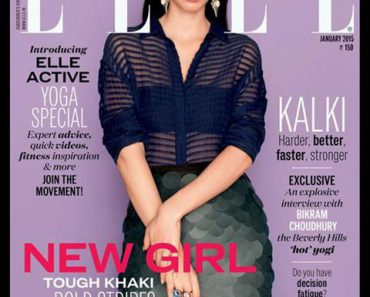 ELLE
JANUARY 2015
₹ 150
Introducing
ELLE
ACTIVE
YOGA
SPECIAL
Expert advice,
quick videos,
fitness inspiration
& more
JOIN THE
MOVEMENT!
KALKI
Harder, better,
faster, stronger
EXCLUSIVE
An explosive
interview with
BIKRAM
CHOUDHURY
the Beverly Hills
'hot' yogi
Do you have
decision
fatigue?
NEW GIRL
TOUGH KHAKI
BOLD STRIPES